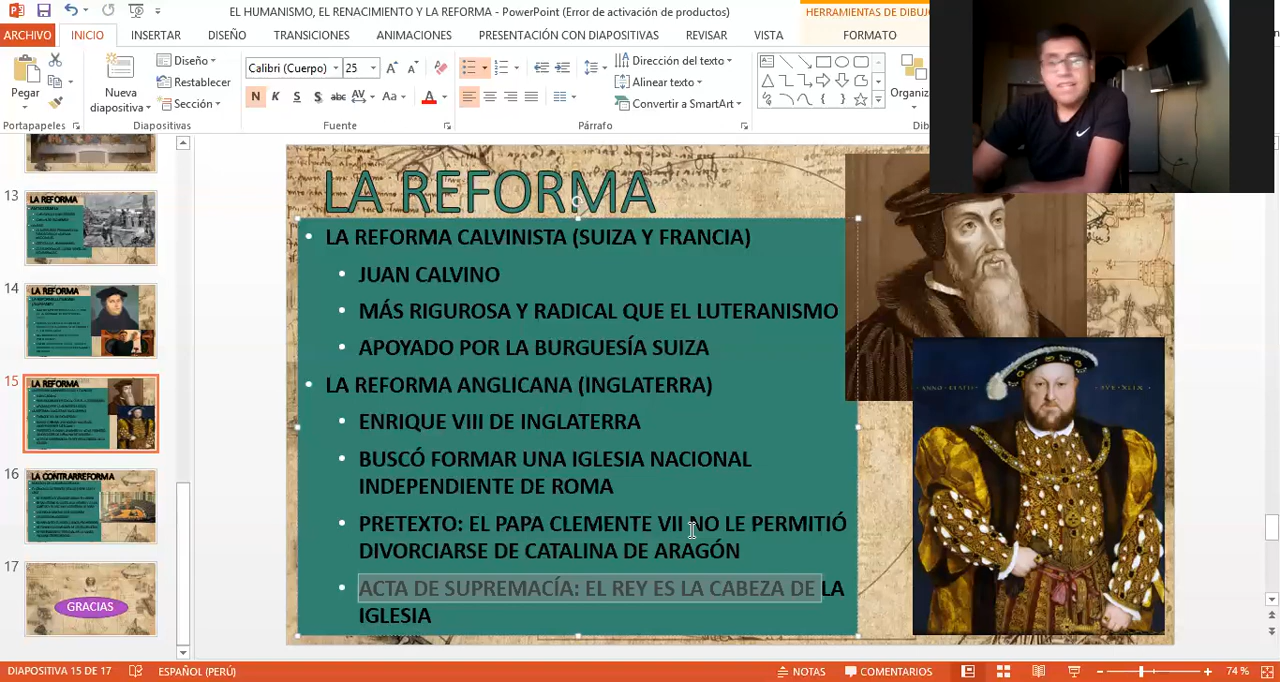 EL HUMANISMO, EL RENACIMIENTO Y LA REFORMA - PowerPoint (Error de activación de productos)
HERRAMIENTAS DE DIBUJ
ARCHIVO
INICIO
INSERTAR
DISEÑO
TRANSICIONES
ANIMACIONES
PRESENTACIÓN CON DIAPOSITIVAS
REVISAR
VISTA
FORMATO
Pegar
Nueva
diapositiva
Diseño
Restablecer
Sección
Calibri (Cuerpo)
25
N K S S abc AV Aa A
Dirección del texto
Alinear texto
Convertir a SmartArt
Organiza
Portapapeles
Diapositivas
Fuente
Párrafo
Dib
13
LA REFORMA
14
LA REFORMA
15
LA REFORMA
16
LA CONTRARREFORMA
17
GRACIAS
LA REFORMA
• LA REFORMA CALVINISTA (SUIZA Y FRANCIA)
• JUAN CALVINO
• MÁS RIGUROSA Y RADICAL QUE EL LUTERANISMO
• APOYADO POR LA BURGUESÍA SUIZA
• LA REFORMA ANGLICANA (INGLATERRA)
• ENRIQUE VIII DE INGLATERRA
• BUSCÓ FORMAR UNA IGLESIA NACIONAL
INDEPENDIENTE DE ROMA
• PRETEXTO: EL PAPA CLEMENTE VII NO LE PERMITIÓ
DIVORCIARSE DE CATALINA DE ARAGÓN
• ACTA DE SUPREMACÍA: EL REY ES LA CABEZA DE LA
IGLESIA
DIAPOSITIVA 15 DE 17
ESPAÑOL (PERÚ)
NOTAS
COMENTARIOS
74 %